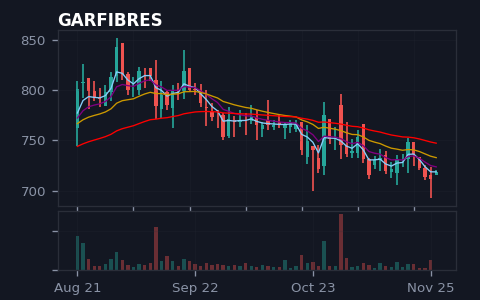 GARFIBRES
850
800
750
700
Aug 21
Sep 22
Oct 23
Nov 25